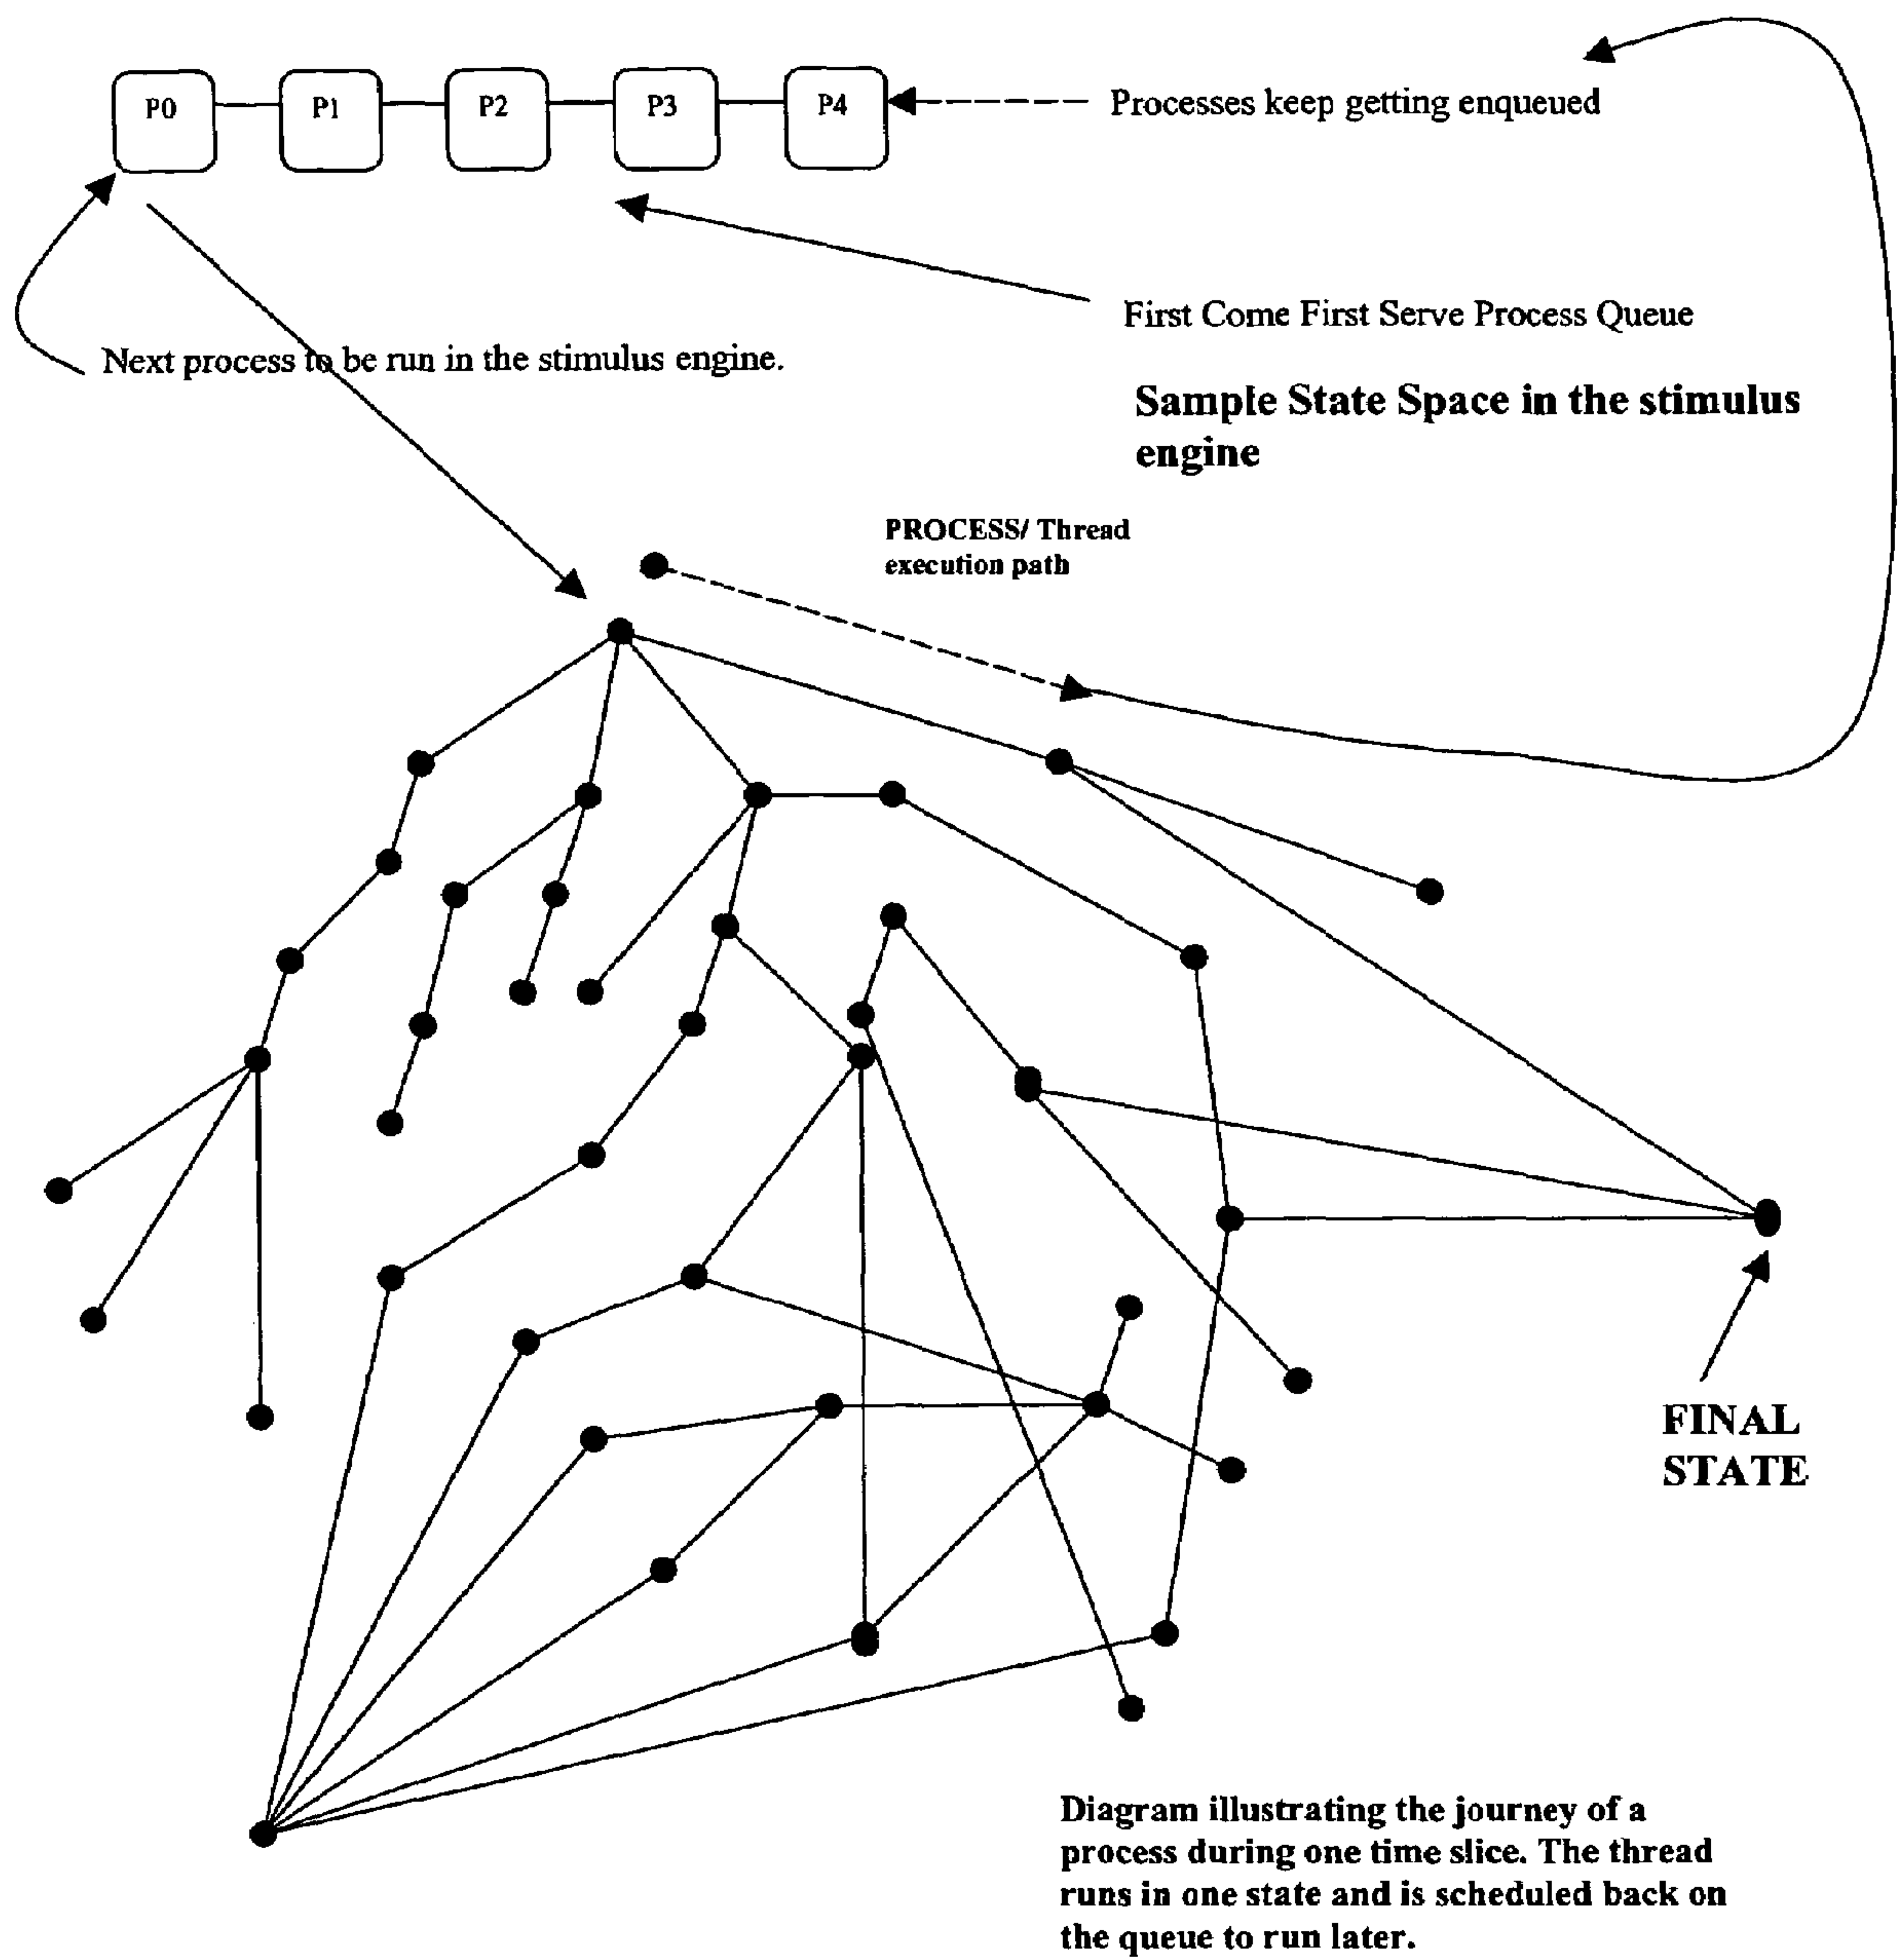 P0 P1 P2 P3 P4 Processes keep getting enqueued
First Come First Serve Process Queue
Next process to be run in the stimulus engine.
Sample State Space in the stimulus
engine
PROCESS/ Thread
execution path
FINAL
STATE
Diagram illustrating the journey of a
process during one time slice. The thread
runs in one state and is scheduled back on
the queue to run later.